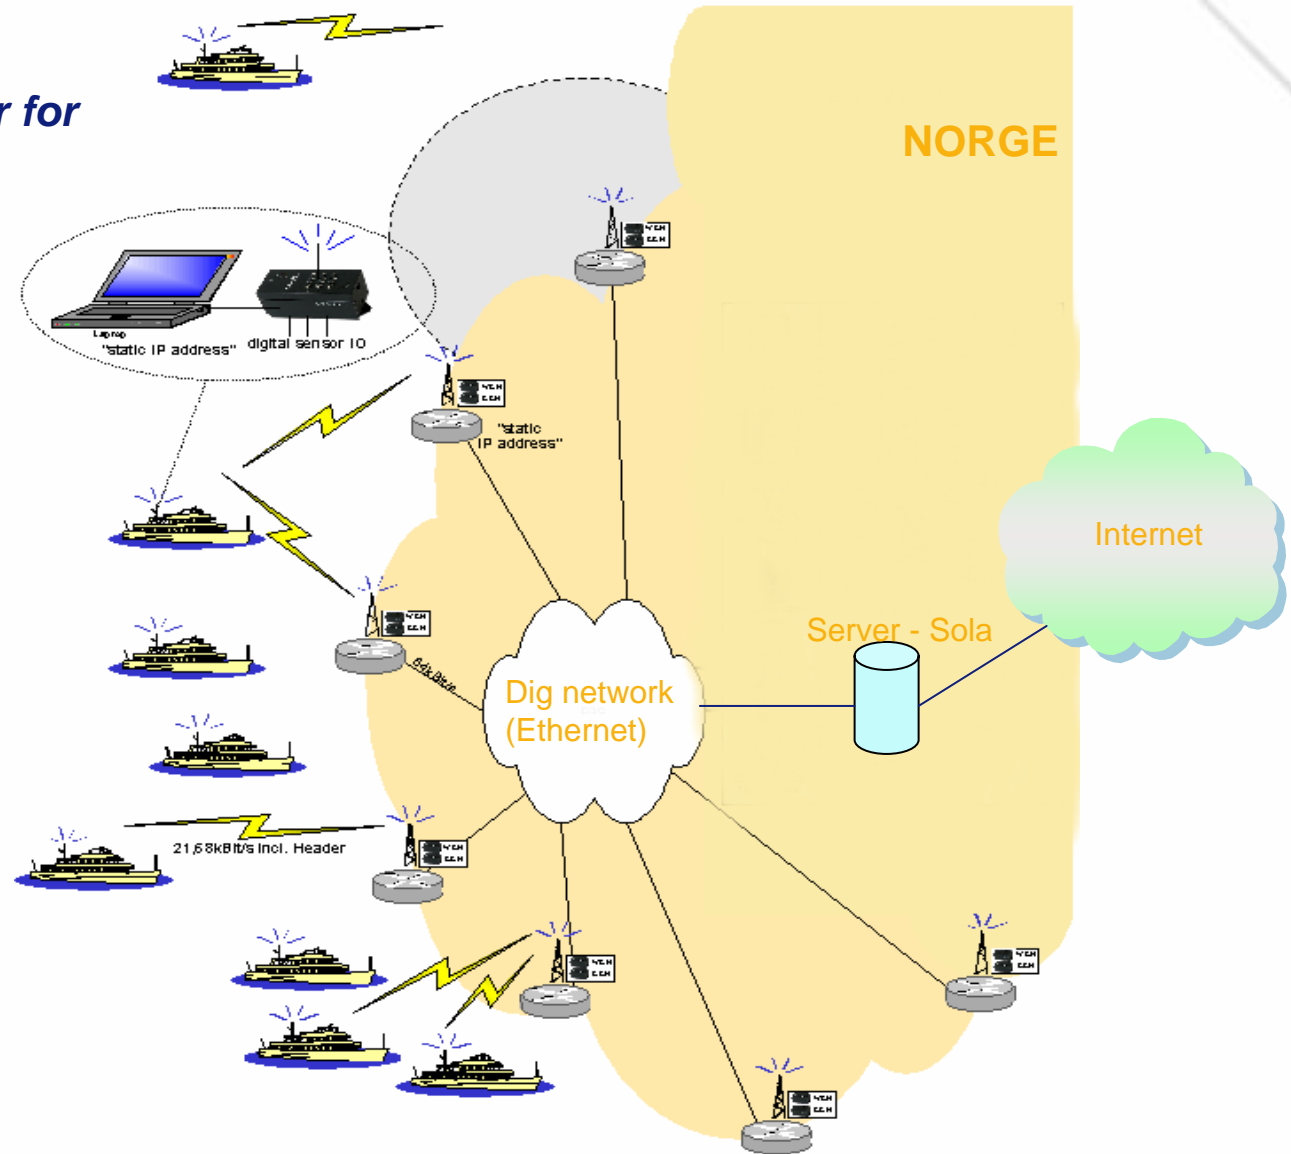 r for
NORGE
Laptop
"static IP address"
digital sensor IO
"static
IP address"
Internet
Server - Sola
64kBit/s
Dig network
(Ethernet)
21,68kBit/s incl. Header